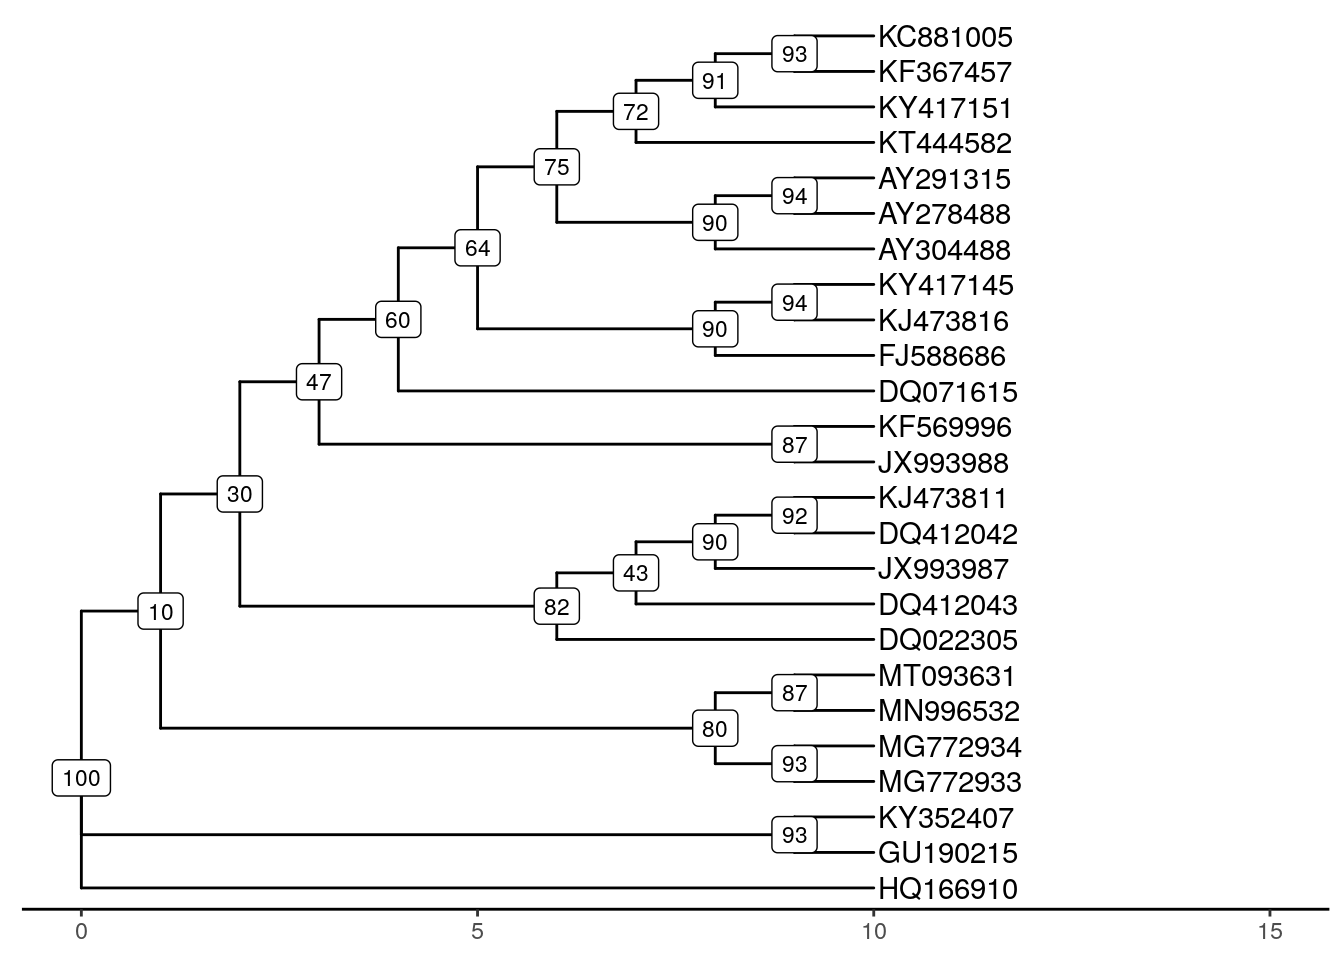 KC881005
93
KF367457
91
KY417151
72
KT444582
75
AY291315
94
AY278488
90
AY304488
64
KY417145
94
KJ473816
60
90
FJ588686
47
DQ071615
KF569996
87
JX993988
30
KJ473811
92
DQ412042
90
JX993987
43
DQ412043
10
82
DQ022305
MT093631
87
MN996532
80
MG772934
93
MG772933
100
KY352407
93
GU190215
HQ166910
0 5 10 15